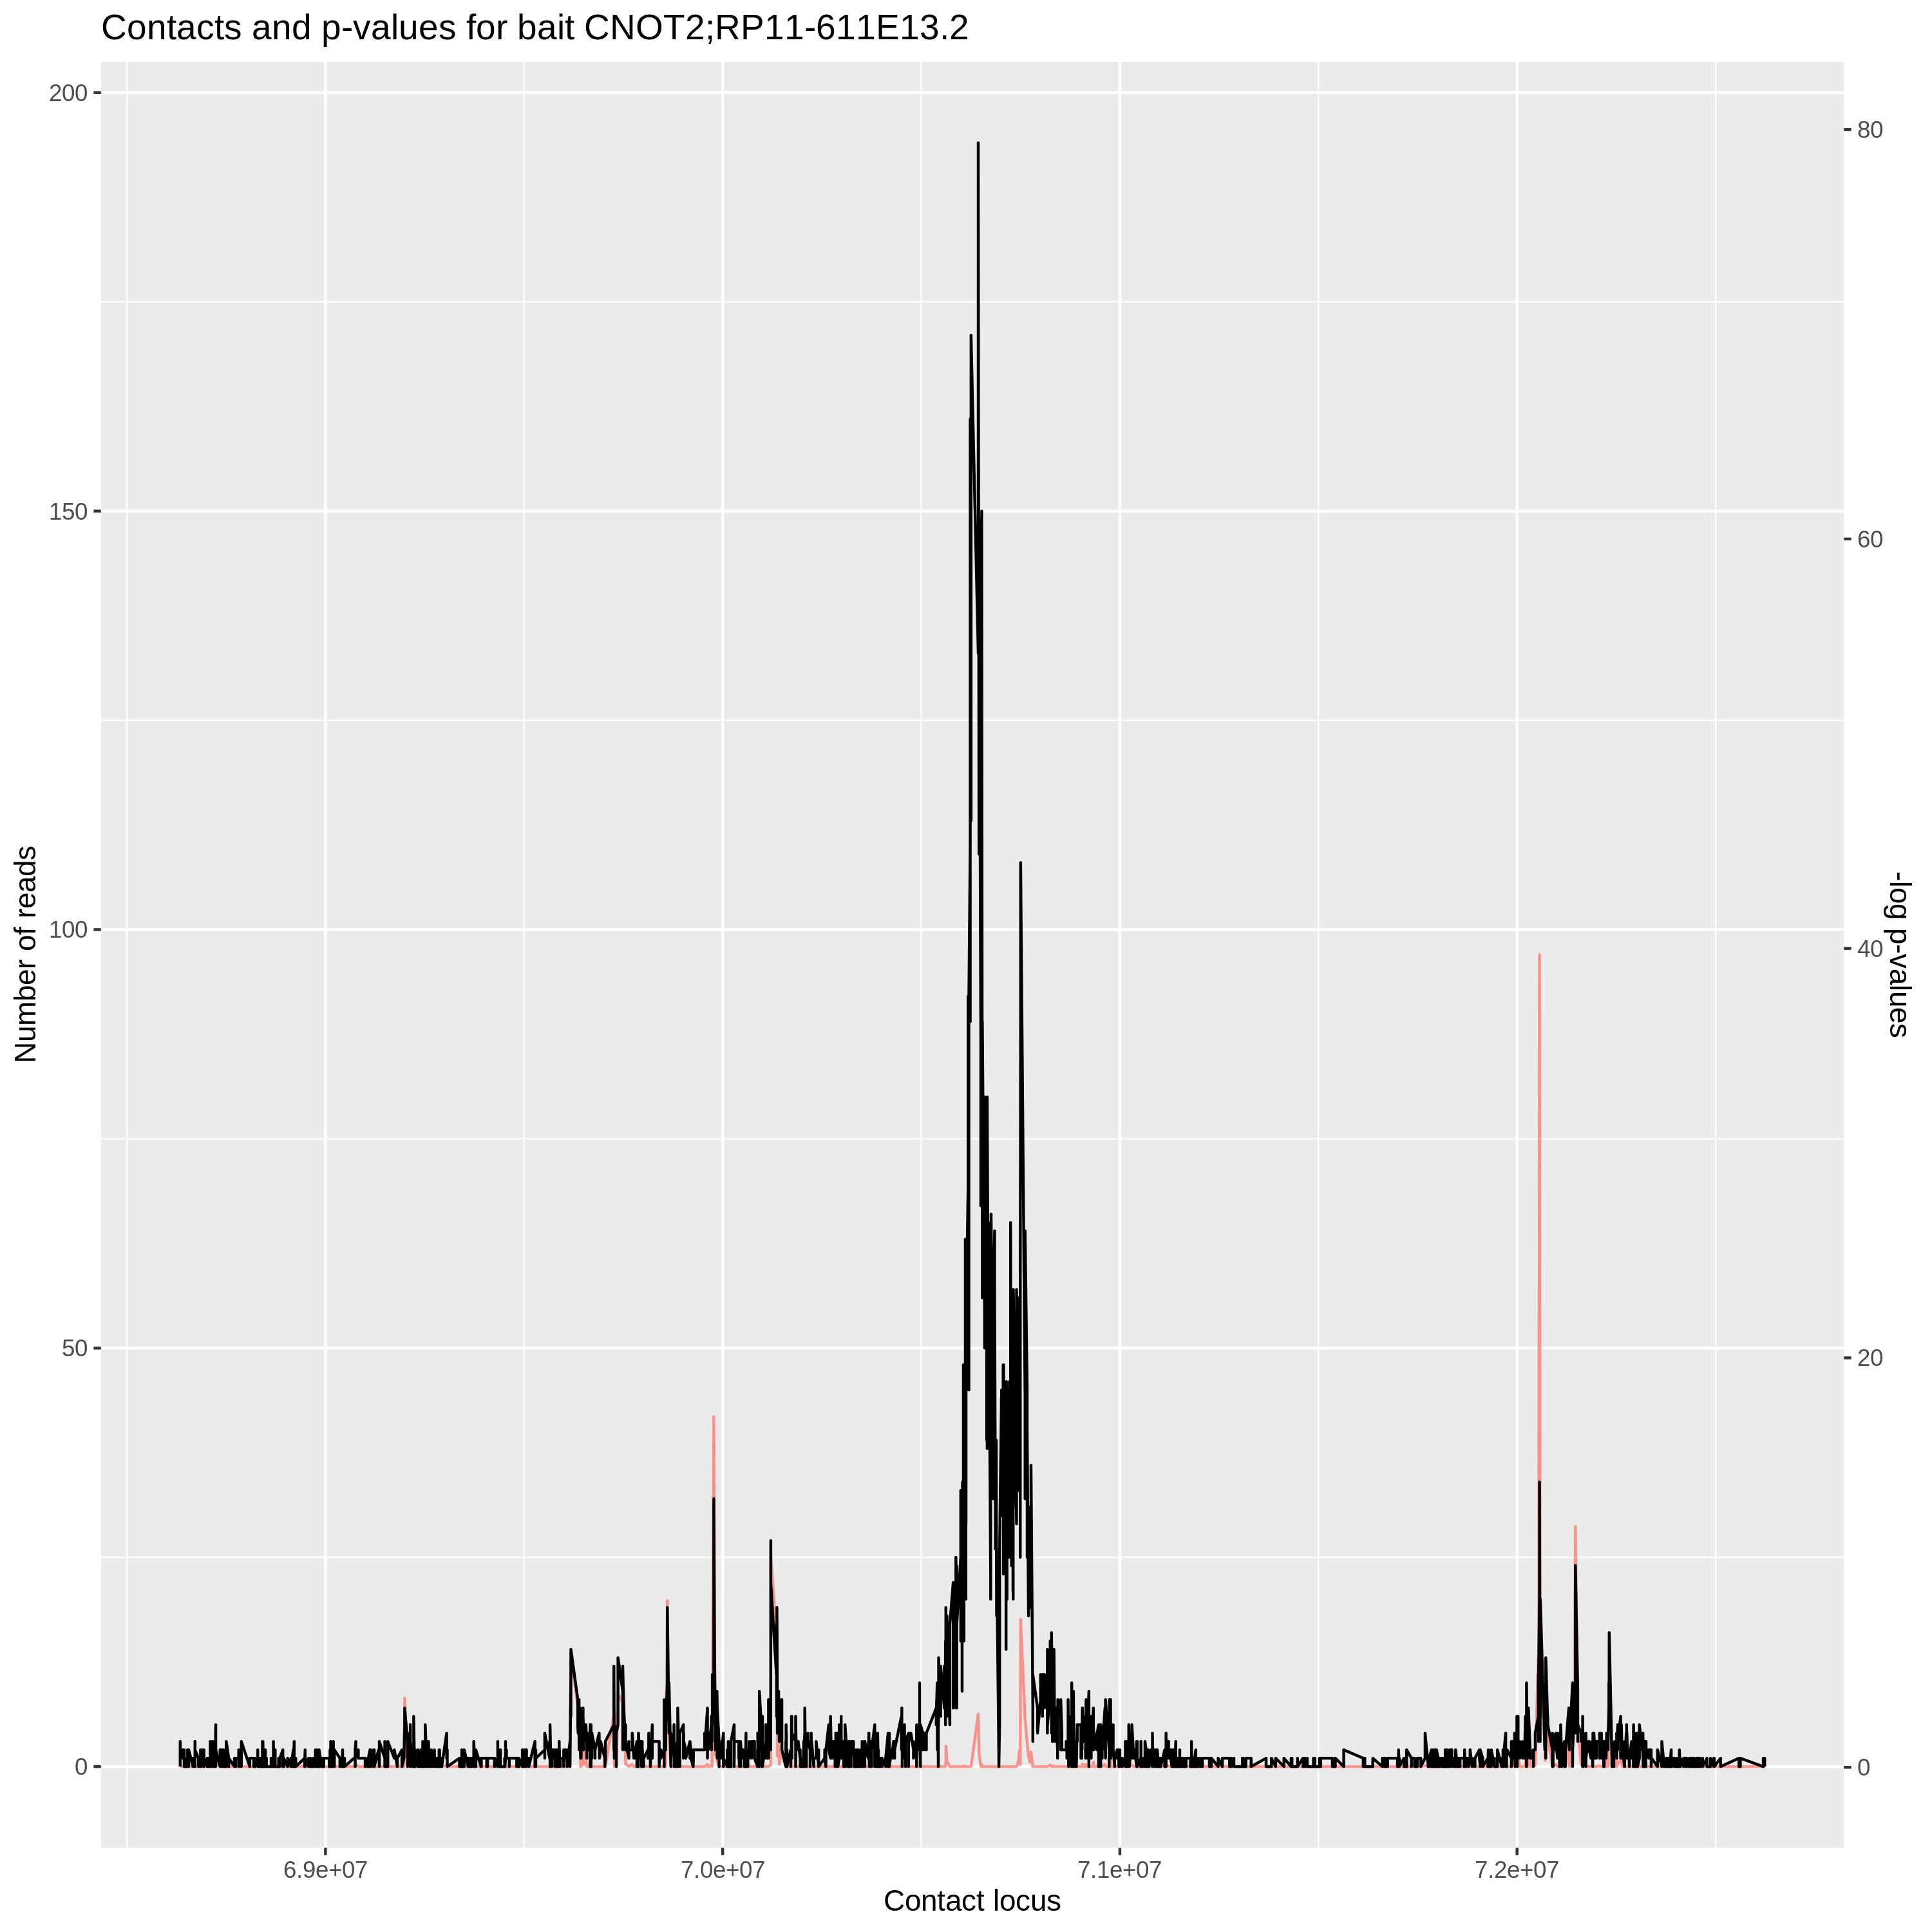 Contacts and p-values for bait CNOT2;RP11-611E13.2
200
150
100
50
0
Number of reads
80
60
40
20
0
-log p-values
6.9e+07
7.0e+07
7.1e+07
7.2e+07
Contact locus